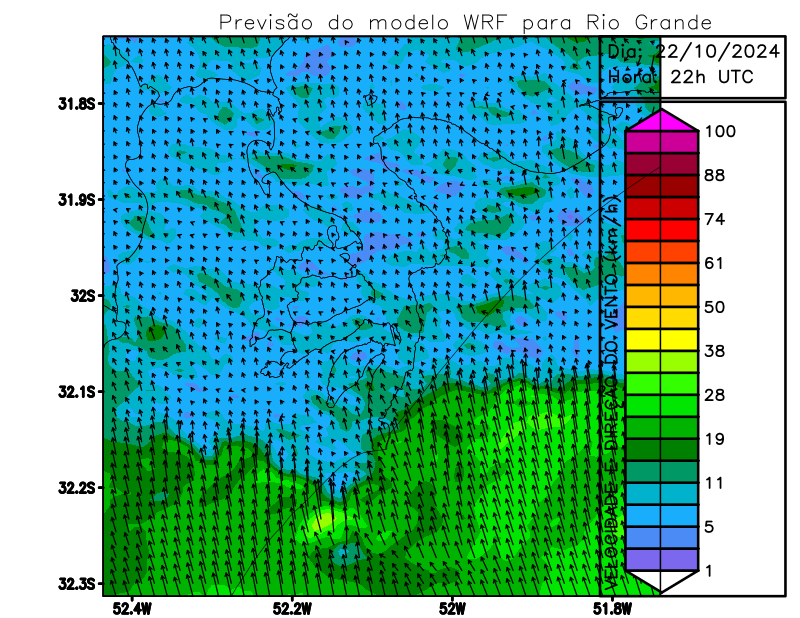 Previsão do modelo WRF para Rio Grande
Dia: 22/10/2024
Hora: 22h UTC
31.8S
31.9S
32S
32.1S
32.2S
32.3S
52.4W
52.2W
52W
51.8W
VELOCIDADE E DIREÇÃO DO VENTO (km/h)
100
88
74
61
50
38
28
19
11
5
1